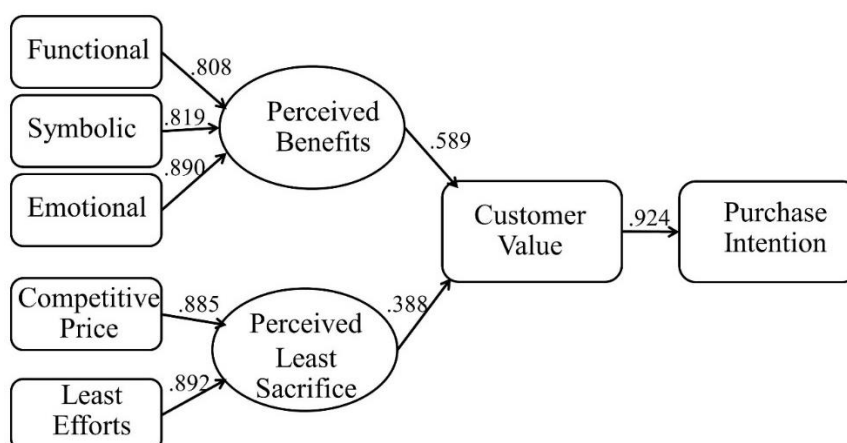 Functional
.808
Symbolic
.819
Emotional
.890
Perceived
Benefits
.589
Competitive
Price
.885
Least
Efforts
.892
Perceived
Least
Sacrifice
.388
Customer
Value
.924
Purchase
Intention